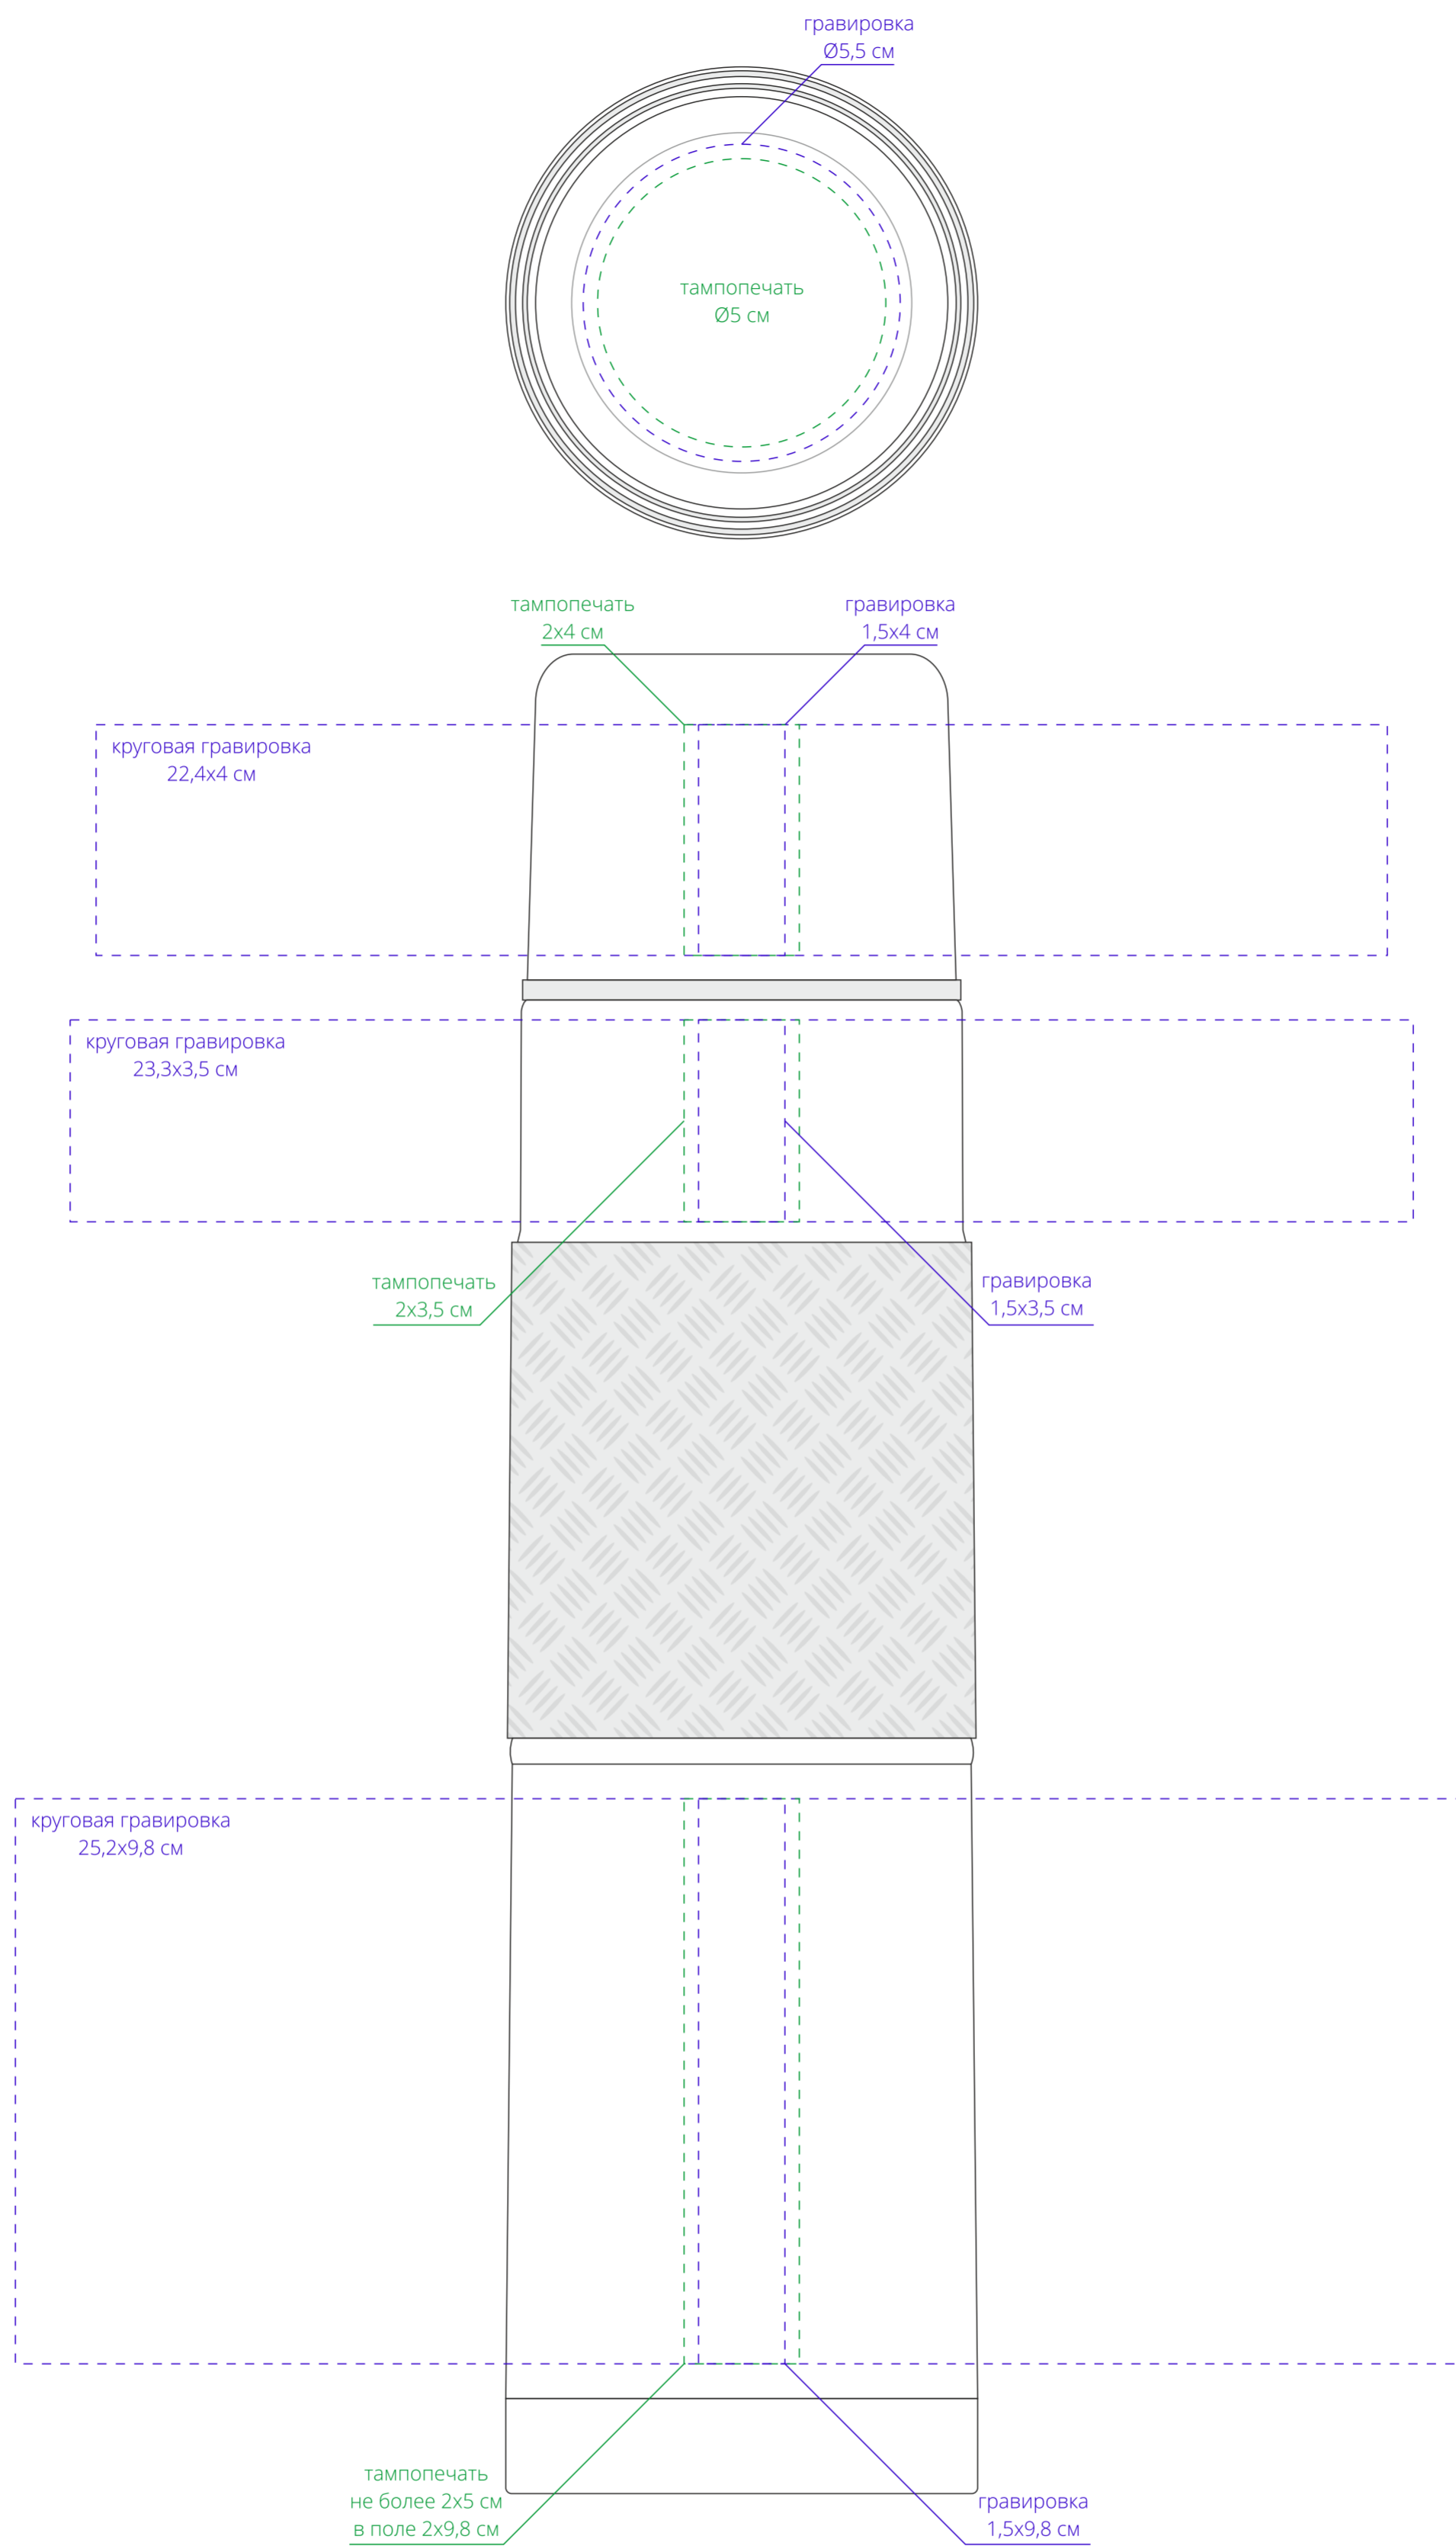 гравировка
Ø5,5 см
тампопечать
Ø5 см
тампопечать
2х4 см
гравировка
1,5х4 см
круговая гравировка
22,4х4 см
круговая гравировка
23,3х3,5 см
тампопечать
2х3,5 см
гравировка
1,5х3,5 см
круговая гравировка
25,2х9,8 см
тампопечать
не более 2х5 см
в поле 2х9,8 см
гравировка
1,5х9,8 см